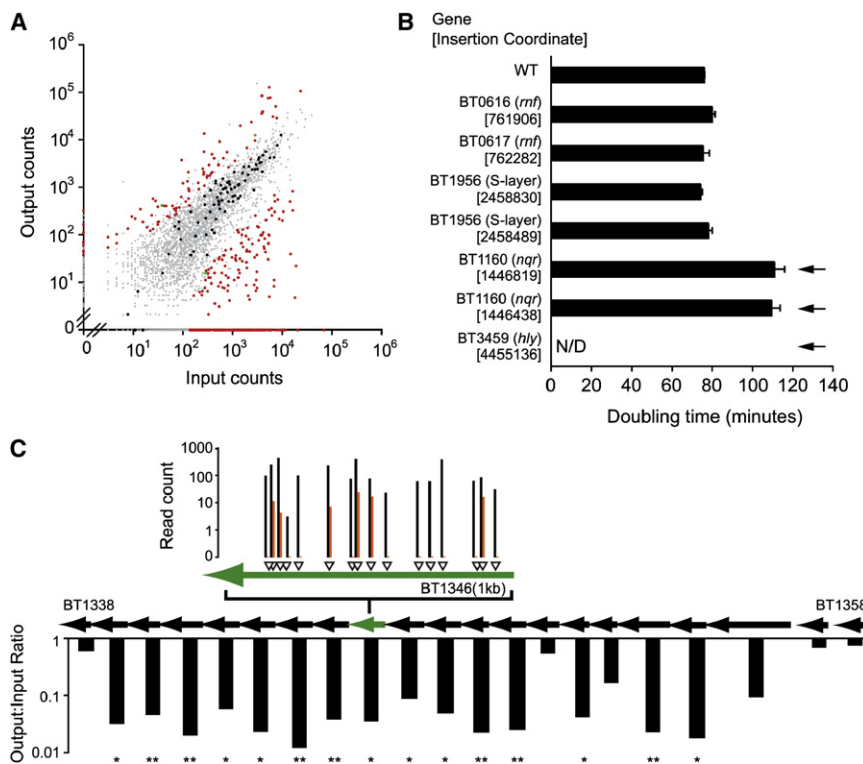 A
Output counts
10^6
10^5
10^4
10^3
10^2
10^1
0
0
10^1
10^2
10^3
10^4
10^5
10^6
Input counts
B
Gene
[Insertion Coordinate]
WT
BT0616 (rnf)
[761906]
BT0617 (rnf)
[762282]
BT1956 (S-layer)
[2458830]
BT1956 (S-layer)
[2458489]
BT1160 (nqr)
[1446819]
BT1160 (nqr)
[1446438]
BT3459 (hly)
[4455136]
N/D
0 20 40 60 80 100 120 140
Doubling time (minutes)
C
Read count
1000
100
10
1
0
BT1346(1kb)
BT1338
BT1358
Output:Input Ratio
1
0.1
0.01
* ** ** * * ** ** * * * ** ** * ** *